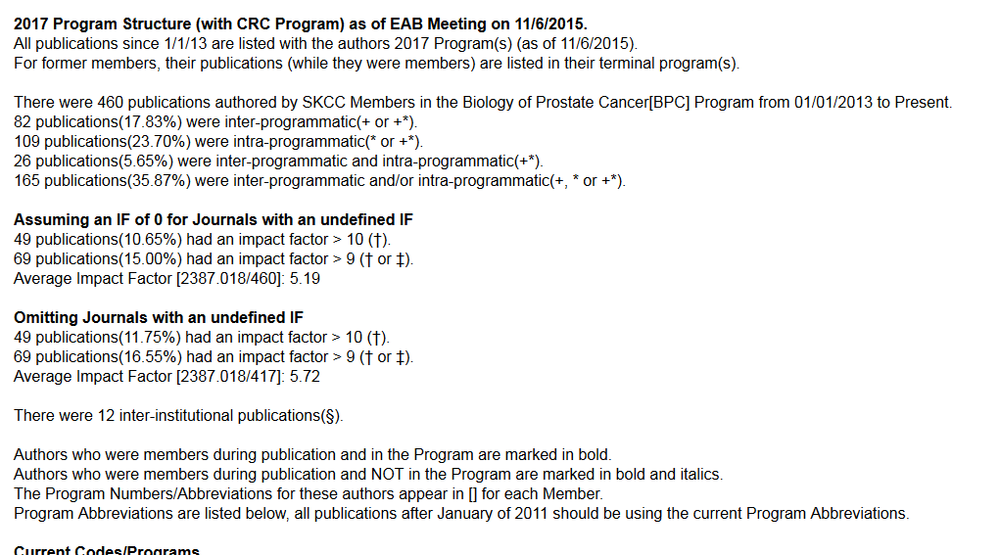 2017 Program Structure (with CRC Program) as of EAB Meeting on 11/6/2015.
All publications since 1/1/13 are listed with the authors 2017 Program(s) (as of 11/6/2015).
For former members, their publications (while they were members) are listed in their terminal program(s).
There were 460 publications authored by SKCC Members in the Biology of Prostate Cancer[BPC] Program from 01/01/2013 to Present.
82 publications(17.83%) were inter-programmatic(+ or +*).
109 publications(23.70%) were intra-programmatic(* or +*).
26 publications(5.65%) were inter-programmatic and intra-programmatic(+*).
165 publications(35.87%) were inter-programmatic and/or intra-programmatic(+, * or +*).
Assuming an IF of 0 for Journals with an undefined IF
49 publications(10.65%) had an impact factor > 10 (†).
69 publications(15.00%) had an impact factor > 9 († or ‡).
Average Impact Factor [2387.018/460]: 5.19
Omitting Journals with an undefined IF
49 publications(11.75%) had an impact factor > 10 (†).
69 publications(16.55%) had an impact factor > 9 († or ‡).
Average Impact Factor [2387.018/417]: 5.72
There were 12 inter-institutional publications(§).
Authors who were members during publication and in the Program are marked in bold.
Authors who were members during publication and NOT in the Program are marked in bold and italics.
The Program Numbers/Abbreviations for these authors appear in [] for each Member.
Program Abbreviations are listed below, all publications after January of 2011 should be using the current Program Abbreviations.
Current Codes/Programs